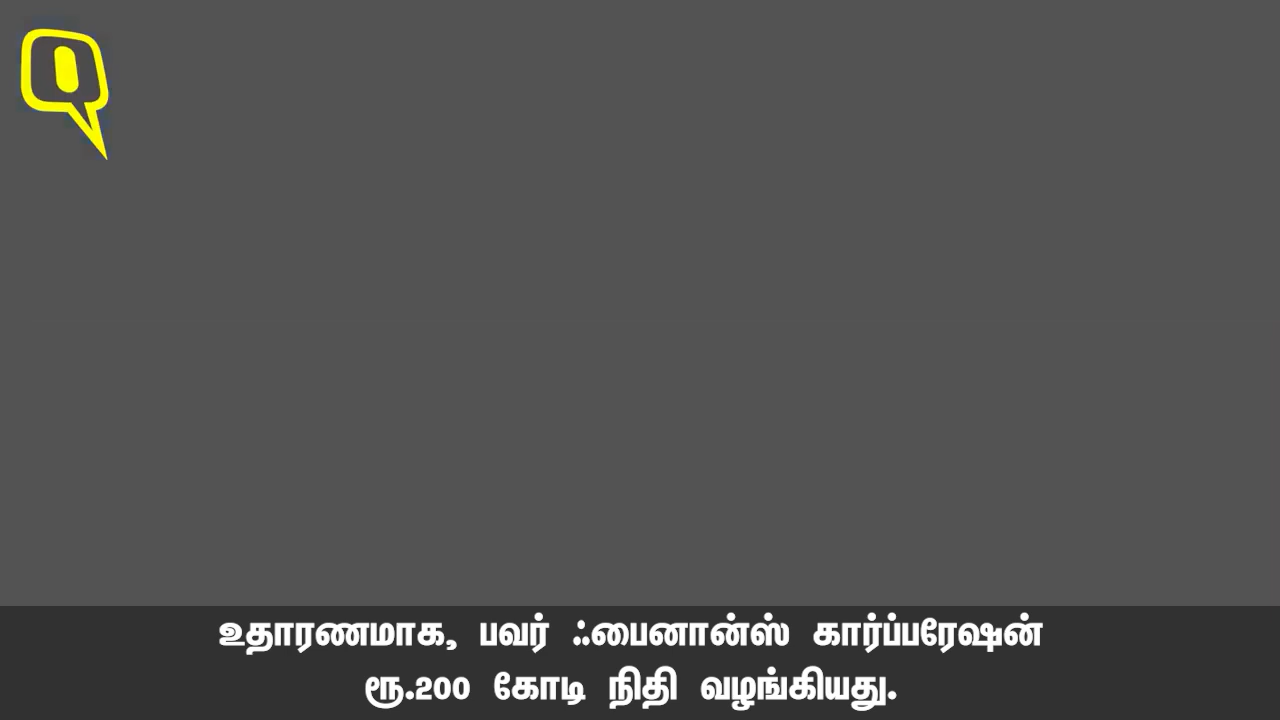 உதாரணமாக, பவர் ஃபைனான்ஸ் கார்ப்பரேஷன்
ரூ.200 கோடி நிதி வழங்கியது.